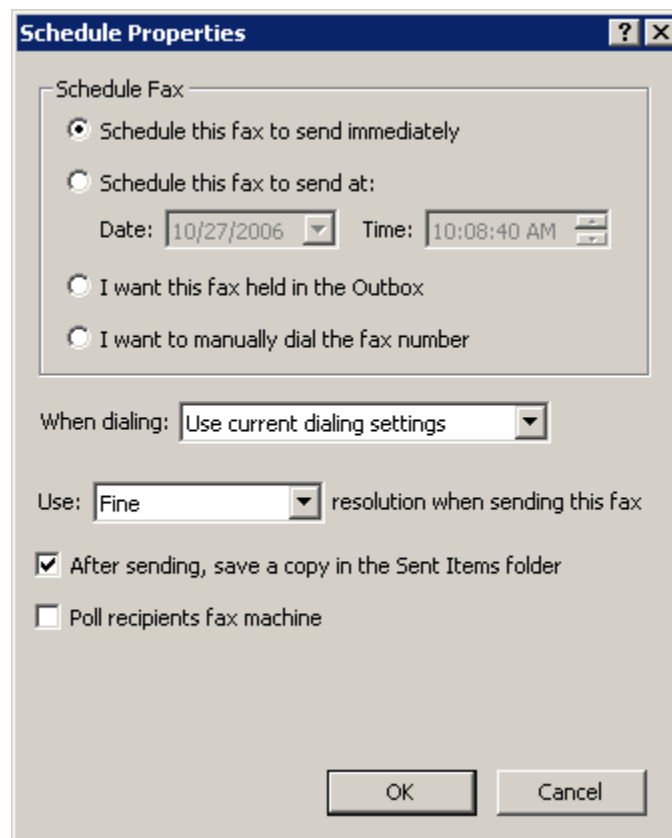 Schedule Properties
Schedule Fax
Schedule this fax to send immediately
Schedule this fax to send at:
Date: 10/27/2006 Time: 10:08:40 AM
I want this fax held in the Outbox
I want to manually dial the fax number
When dialing: Use current dialing settings
Use: Fine resolution when sending this fax
After sending, save a copy in the Sent Items folder
Poll recipients fax machine
OK Cancel